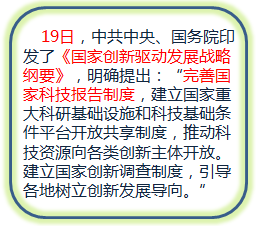 19日，中共中央、国务院印
发了《国家创新驱动发展战略
纲要》，明确提出：“完善国
家科技报告制度，建立国家重
大科研基础设施和科技基础条
件平台开放共享制度，推动科
技资源向各类创新主体开放。
建立国家创新调查制度，引导
各地树立创新发展导向。”